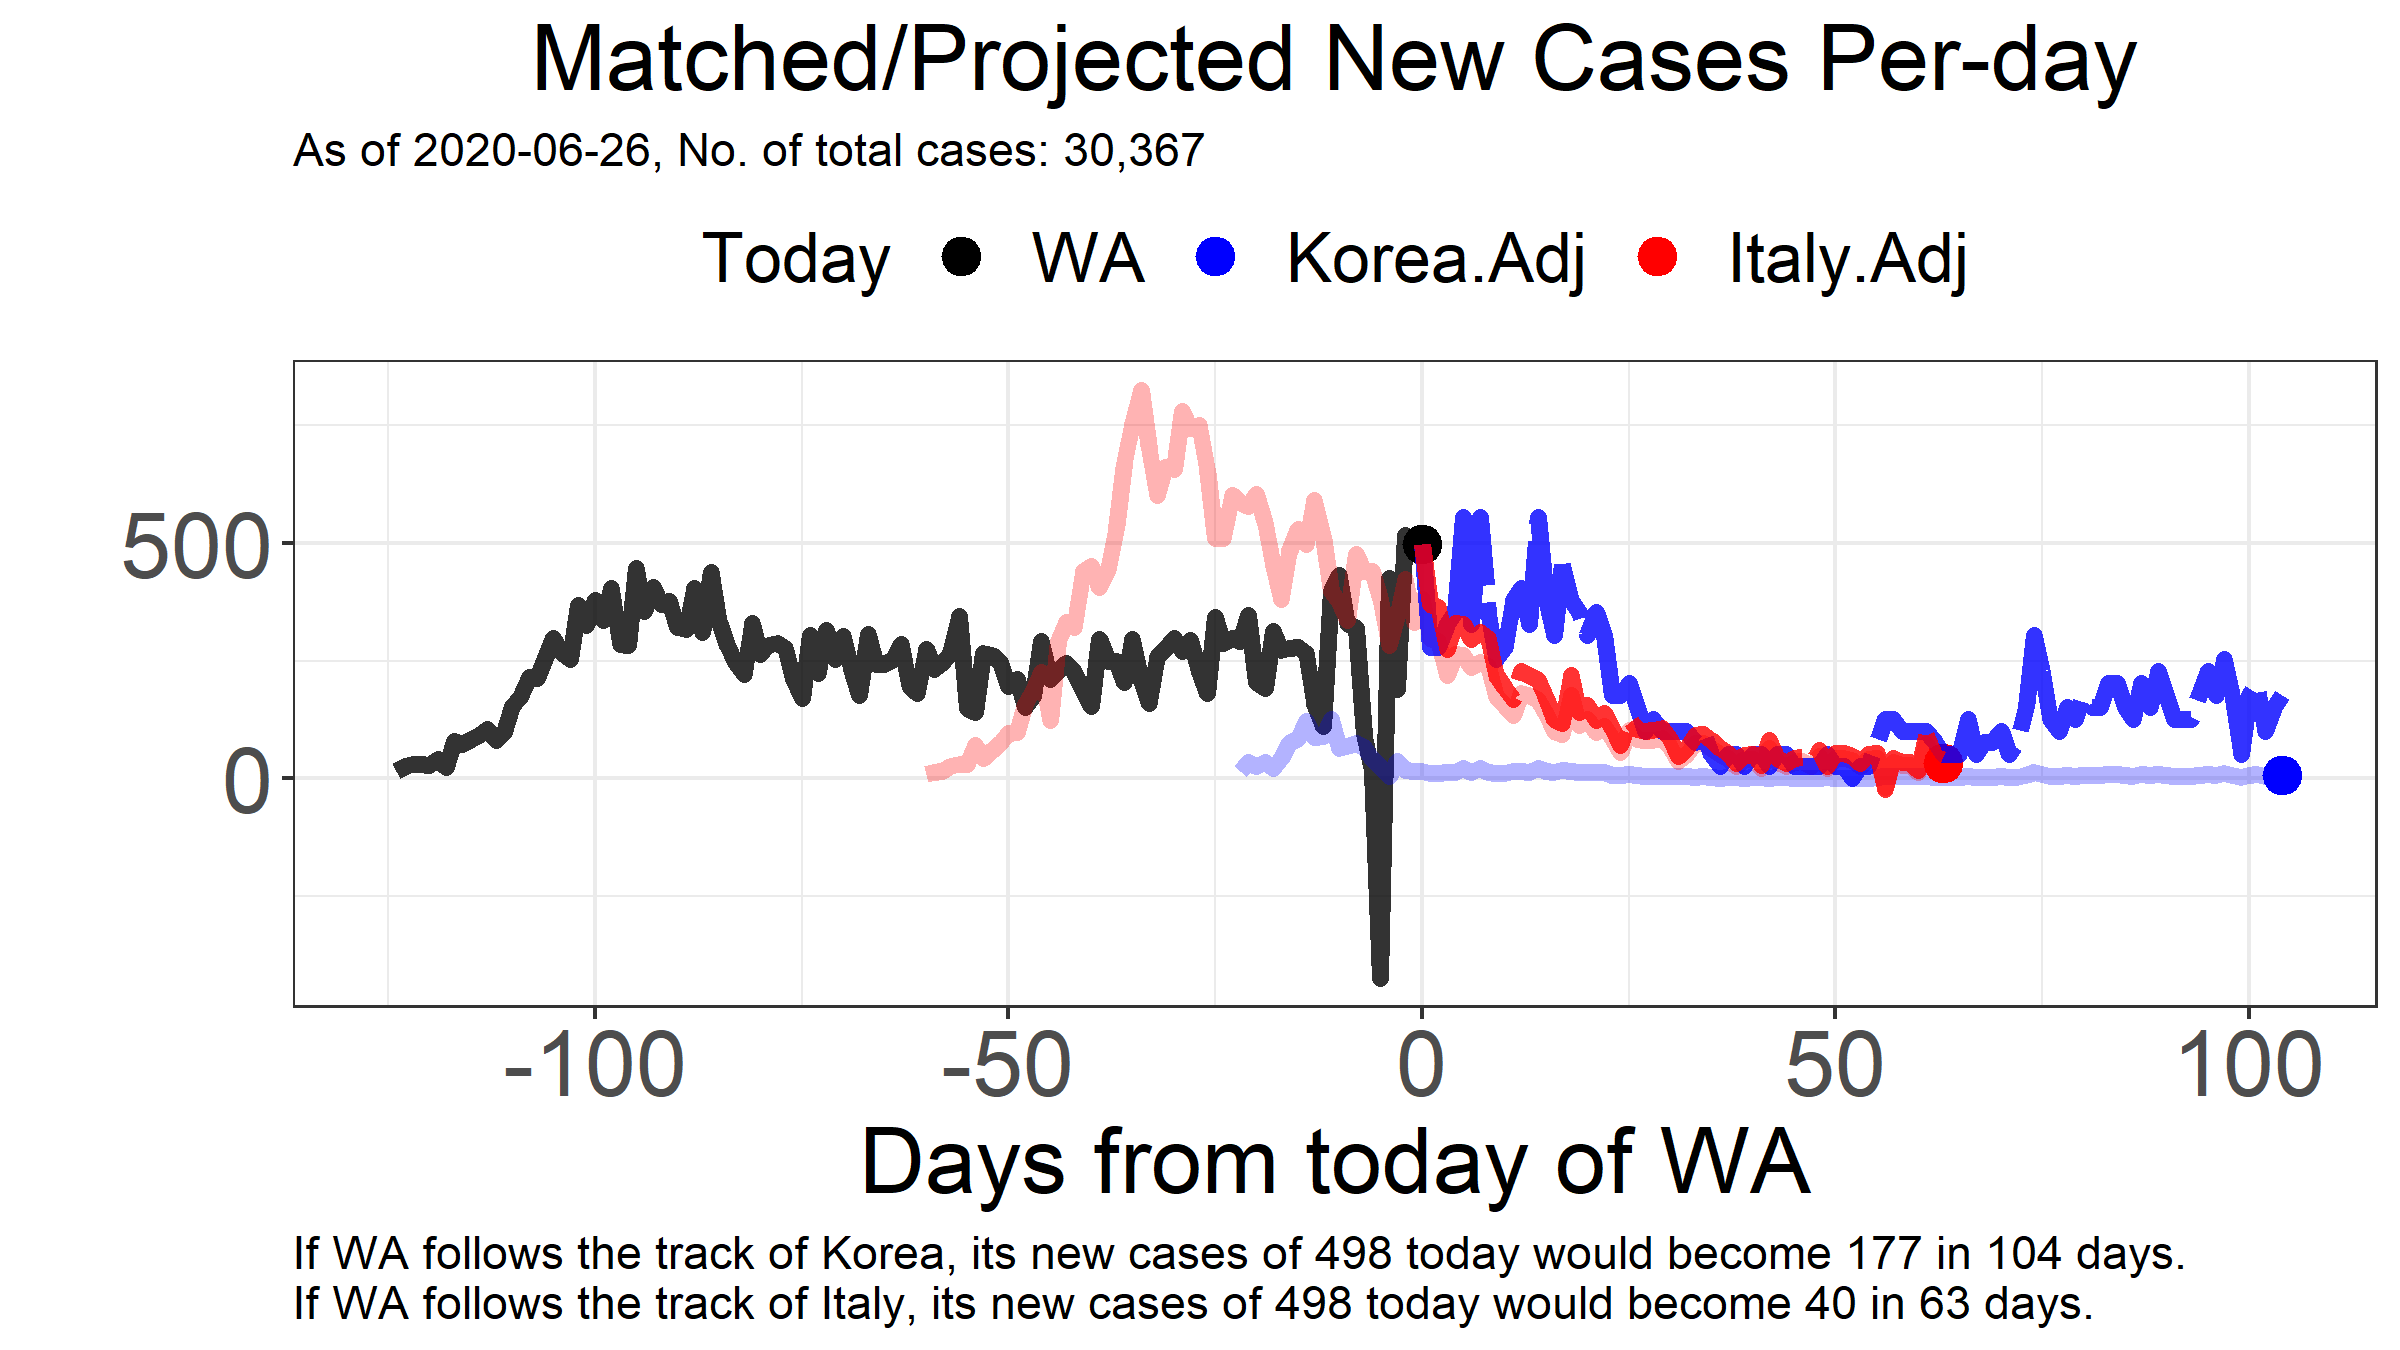 Matched/Projected New Cases Per-day
As of 2020-06-26, No. of total cases: 30,367
Today WA Korea.Adj Italy.Adj
500
0
-100 -50 0 50 100
Days from today of WA
If WA follows the track of Korea, its new cases of 498 today would become 177 in 104 days.
If WA follows the track of Italy, its new cases of 498 today would become 40 in 63 days.